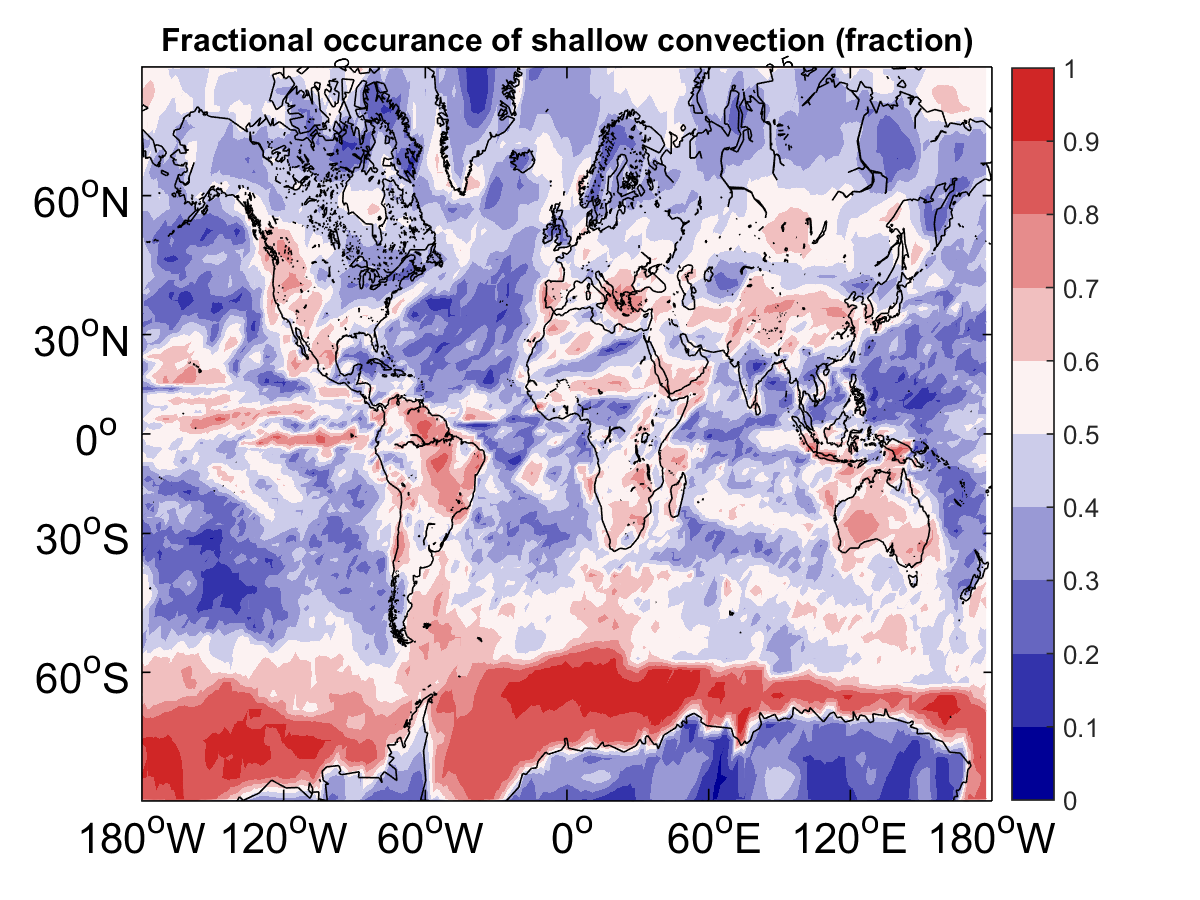 Fractional occurance of shallow convection (fraction)
60°N
30°N
0°
30°S
60°S
180°W 120°W 60°W 0° 60°E 120°E 180°W
1
0.9
0.8
0.7
0.6
0.5
0.4
0.3
0.2
0.1
0